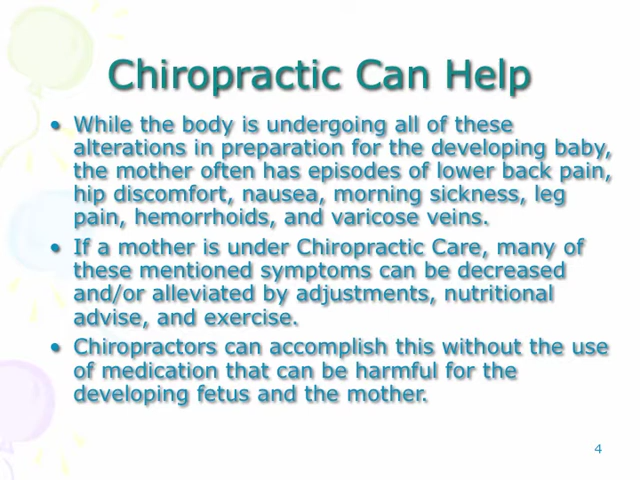 Chiropractic Can Help
• While the body is undergoing all of these
alterations in preparation for the developing baby,
the mother often has episodes of lower back pain,
hip discomfort, nausea, morning sickness, leg
pain, hemorrhoids, and varicose veins.
• If a mother is under Chiropractic Care, many of
these mentioned symptoms can be decreased
and/or alleviated by adjustments, nutritional
advise, and exercise.
• Chiropractors can accomplish this without the use
of medication that can be harmful for the
developing fetus and the mother.
4